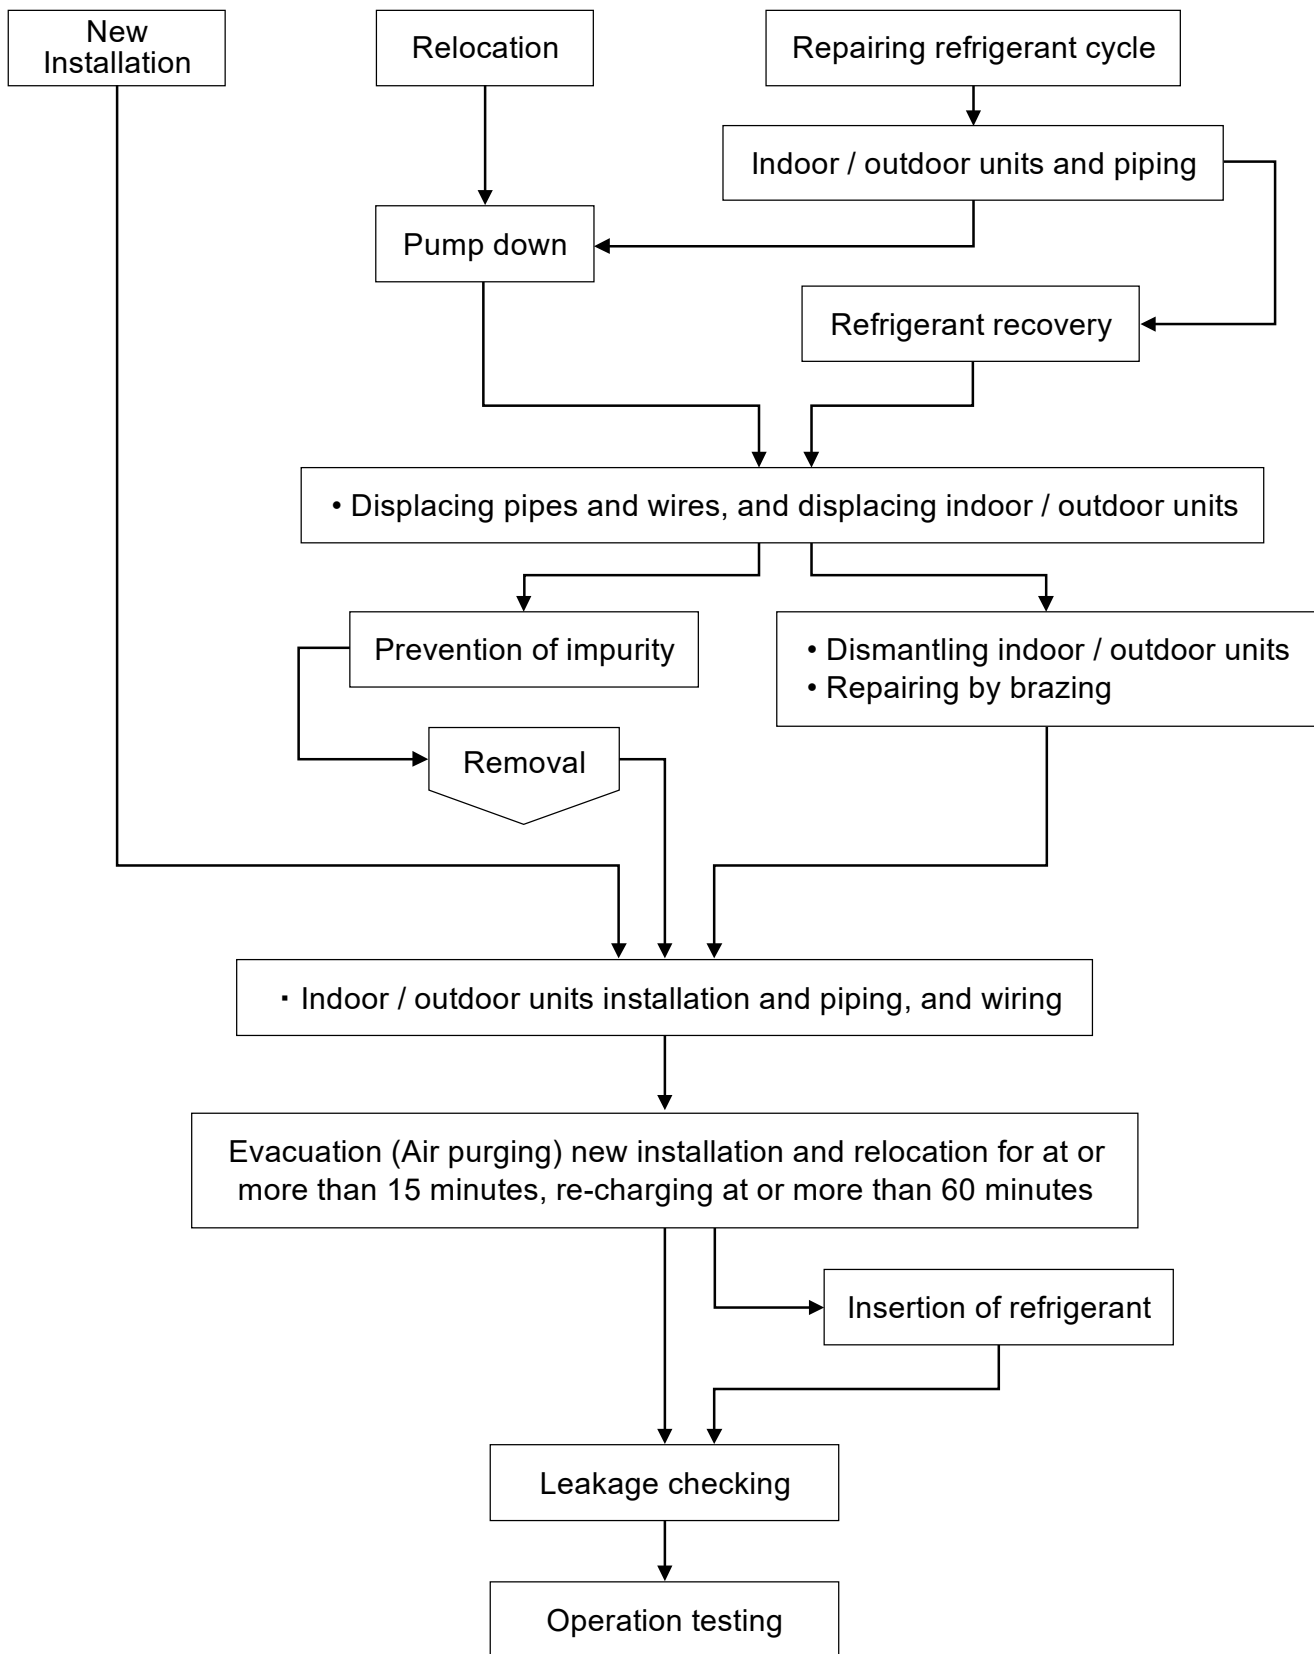 New
Installation
Relocation
Repairing refrigerant cycle
Indoor / outdoor units and piping
Pump down
Refrigerant recovery
• Displacing pipes and wires, and displacing indoor / outdoor units
Prevention of impurity
• Dismantling indoor / outdoor units
• Repairing by brazing
Removal
· Indoor / outdoor units installation and piping, and wiring
Evacuation (Air purging) new installation and relocation for at or
more than 15 minutes, re-charging at or more than 60 minutes
Insertion of refrigerant
Leakage checking
Operation testing